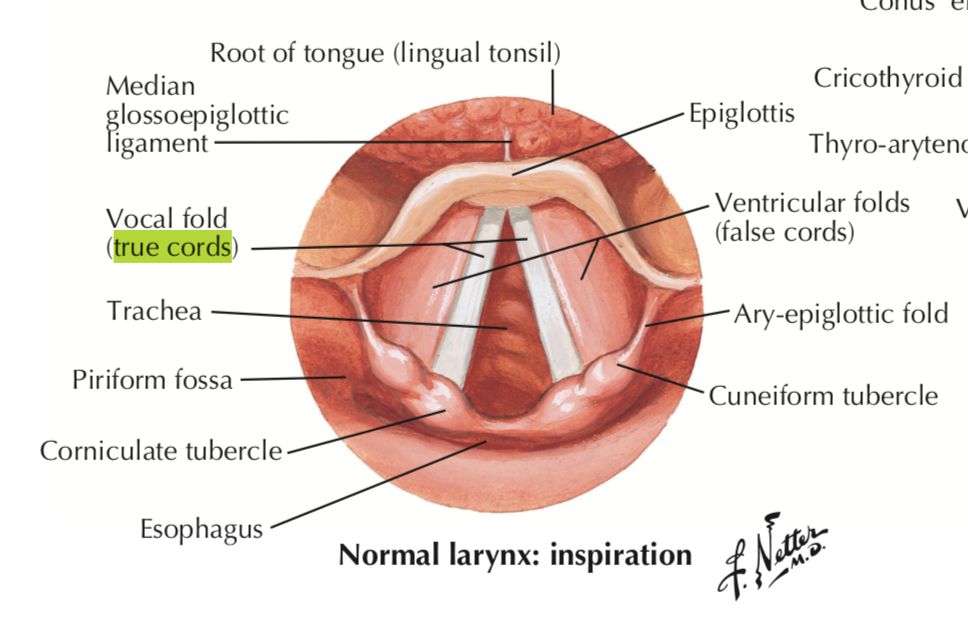 Conus
Root of tongue (lingual tonsil)
Median
glossoepiglottic
ligament
Epiglottis
Cricothyroid
Vocal fold
(true cords)
Ventricular folds
(false cords)
Trachea
Ary-epiglottic fold
Piriform fossa
Cuneiform tubercle
Corniculate tubercle
Esophagus
Normal larynx: inspiration
F. Netter
M.D.